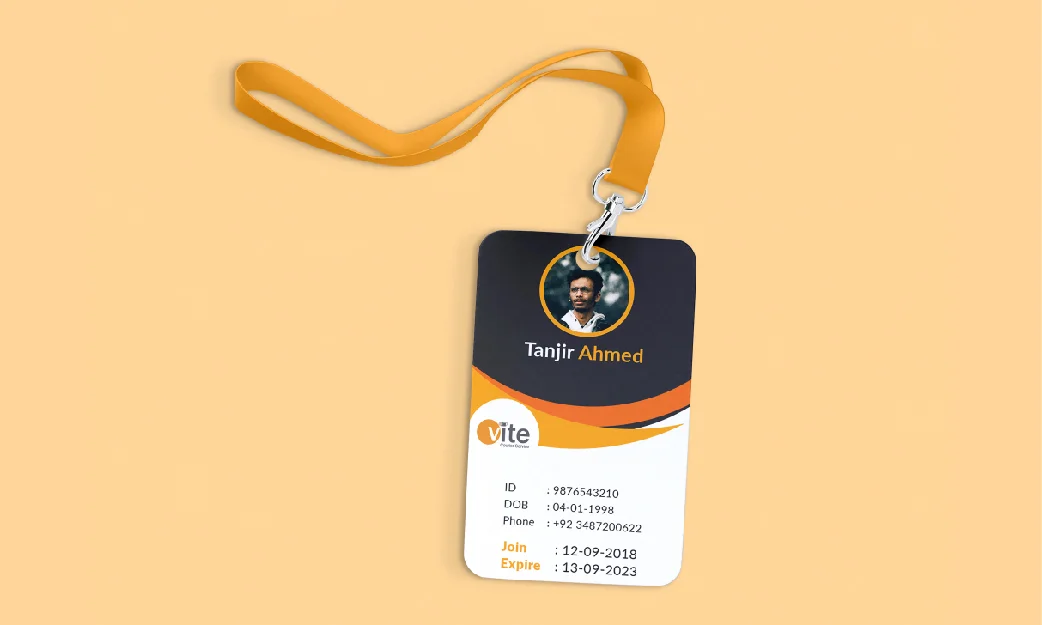 Tanjir Ahmed
vite
ID : 9876543210
DOB : 04-01-1998
Phone : +92 3487200622
Join : 12-09-2018
Expire : 13-09-2023